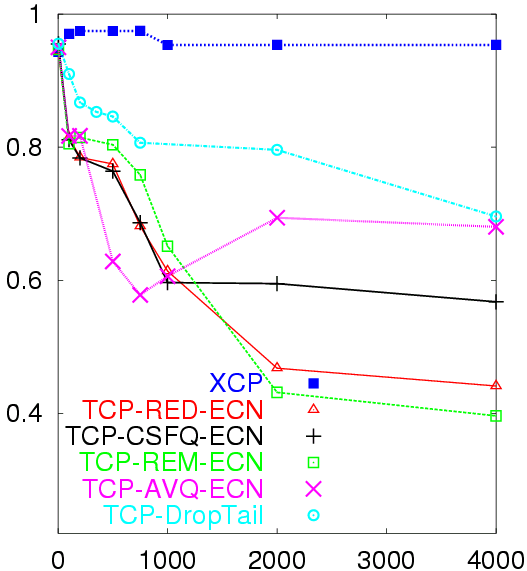 1
0.8
0.6
0.4
XCP
TCP-RED-ECN
TCP-CSFQ-ECN
TCP-REM-ECN
TCP-AVQ-ECN
TCP-DropTail
0 1000 2000 3000 4000